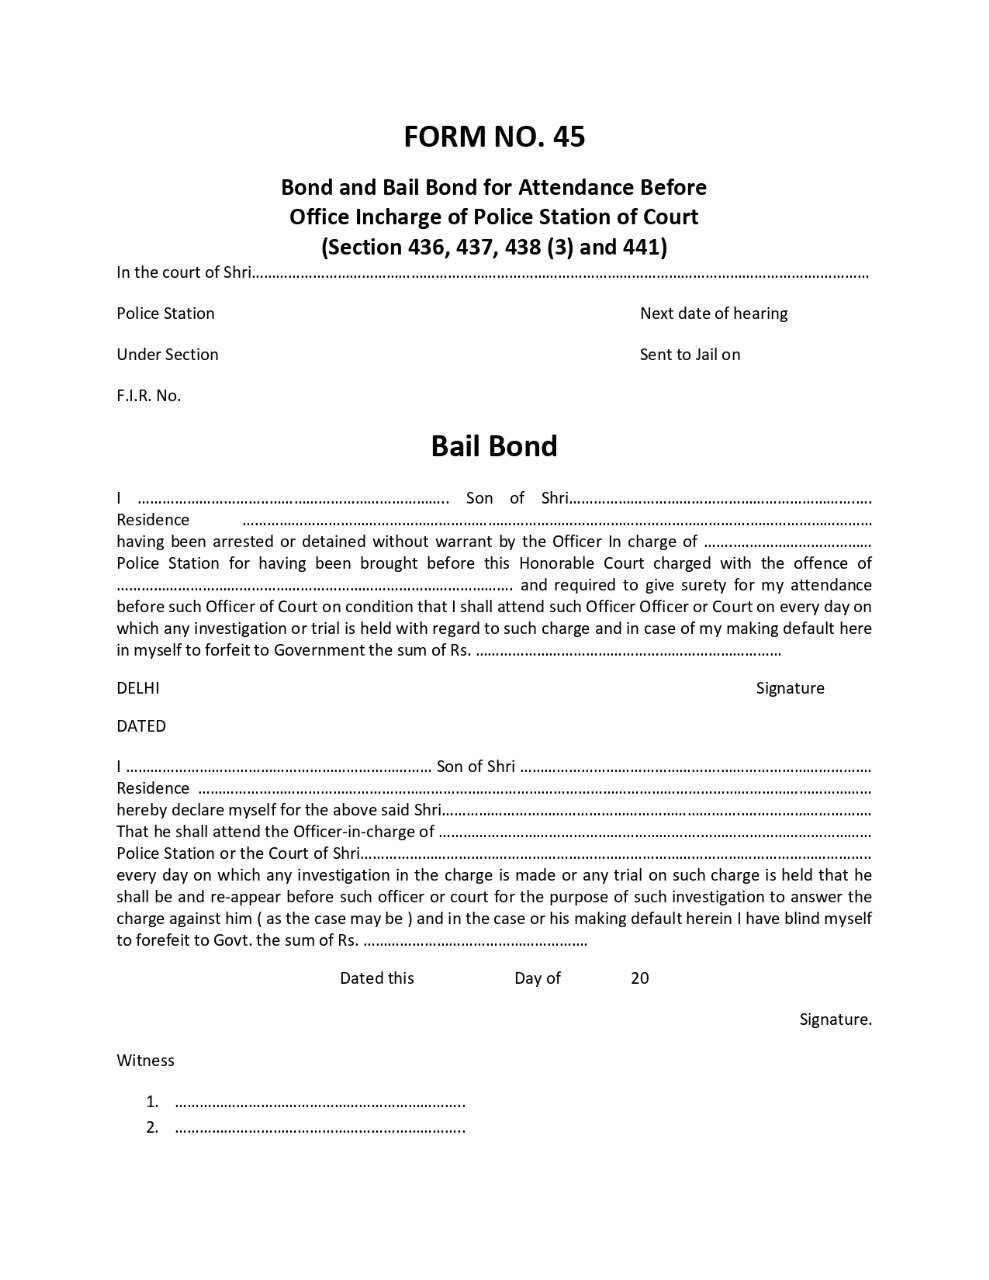 FORM NO. 45
Bond and Bail Bond for Attendance Before
Office Incharge of Police Station of Court
(Section 436, 437, 438 (3) and 441)
In the court of Shri……………………………………………………………………………………………………………
Police Station Next date of hearing
Under Section Sent to Jail on
F.I.R. No.
Bail Bond
I ………………………………………………………………….. Son of Shri……………………………………………………………….
Residence ………………………………………………………………………………………………………………………
having been arrested or detained without warrant by the Officer In charge of ……………………………………
Police Station for having been brought before this Honorable Court charged with the offence of
…………………………………………………………………………………. and required to give surety for my attendance
before such Officer of Court on condition that I shall attend such Officer Officer or Court on every day on
which any investigation or trial is held with regard to such charge and in case of my making default here
in myself to forfeit to Government the sum of Rs. …………………………………………………………………
DELHI Signature
DATED
I ………………………………………………………………… Son of Shri ………………………………………………………………………….
Residence ………………………………………………………………………………………………………………………………
hereby declare myself for the above said Shri………………………………………………………………………………………….
That he shall attend the Officer-in-charge of ………………………………………………………………………………………….
Police Station or the Court of Shri…………………………………………………………………………………………………………..
every day on which any investigation in the charge is made or any trial on such charge is held that he
shall be and re-appear before such officer or court for the purpose of such investigation to answer the
charge against him ( as the case may be ) and in the case or his making default herein I have blind myself
to forefeit to Govt. the sum of Rs. ……………………………………………….
Dated this Day of 20
Signature.
Witness
1. ……………………………………………………………..
2. ……………………………………………………………..